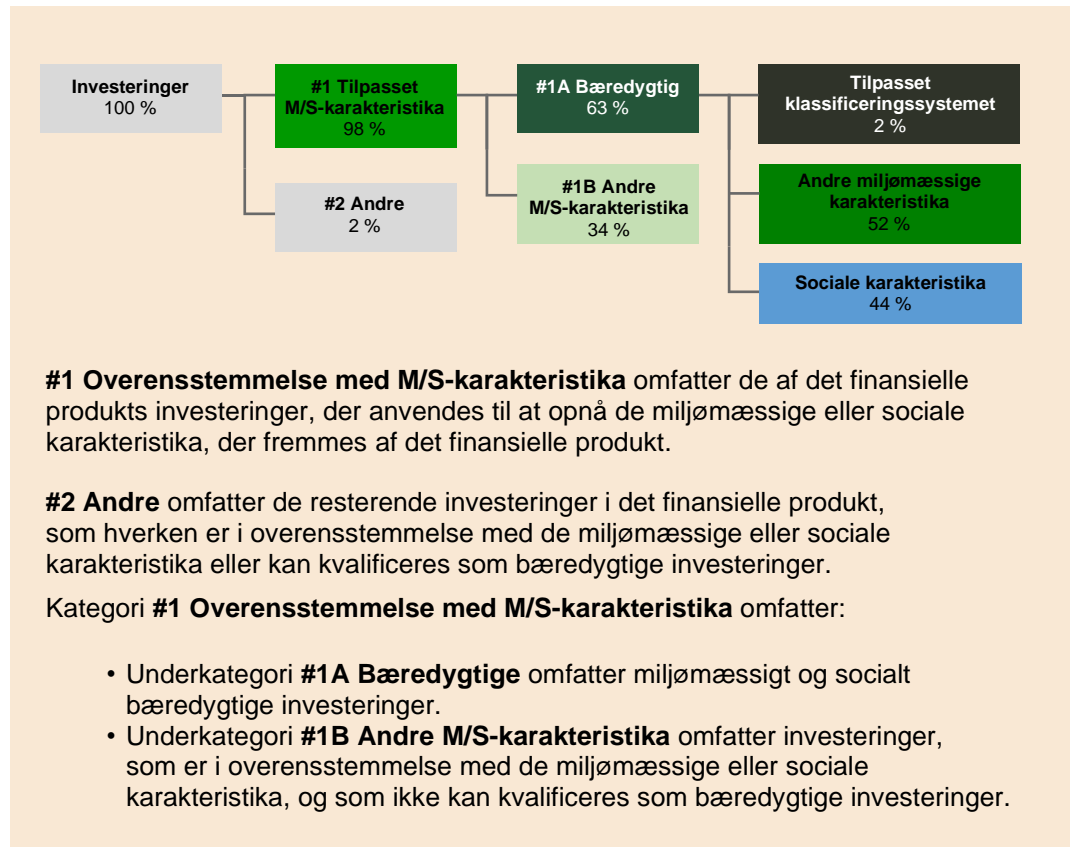 Investeringer
100 %
#1 Tilpasset
M/S-karakteristika
98 %
#2 Andre
2 %
#1A Bæredygtig
63 %
#1B Andre
M/S-karakteristika
34 %
Tilpasset
klassificeringssystemet
2 %
Andre miljømæssige
karakteristika
52 %
Sociale karakteristika
44 %
#1 Overensstemmelse med M/S-karakteristika omfatter de af det finansielle
produkts investeringer, der anvendes til at opnå de miljømæssige eller sociale
karakteristika, der fremmes af det finansielle produkt.
#2 Andre omfatter de resterende investeringer i det finansielle produkt,
som hverken er i overensstemmelse med de miljømæssige eller sociale
karakteristika eller kan kvalificeres som bæredygtige investeringer.
Kategori #1 Overensstemmelse med M/S-karakteristika omfatter:
• Underkategori #1A Bæredygtige omfatter miljømæssigt og socialt
bæredygtige investeringer.
• Underkategori #1B Andre M/S-karakteristika omfatter investeringer,
som er i overensstemmelse med de miljømæssige eller sociale
karakteristika, og som ikke kan kvalificeres som bæredygtige investeringer.